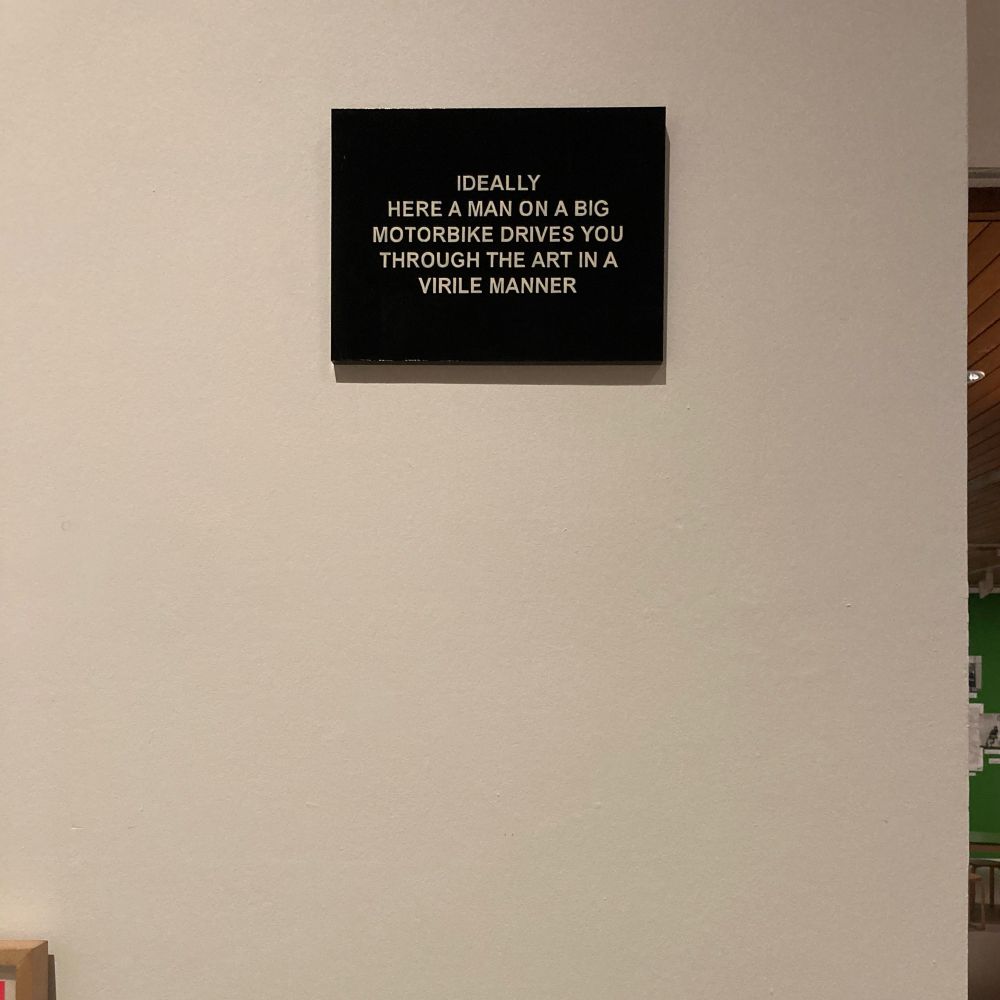 IDEALLY
HERE A MAN ON A BIG
MOTORBIKE DRIVES YOU
THROUGH THE ART IN A
VIRILE MANNER